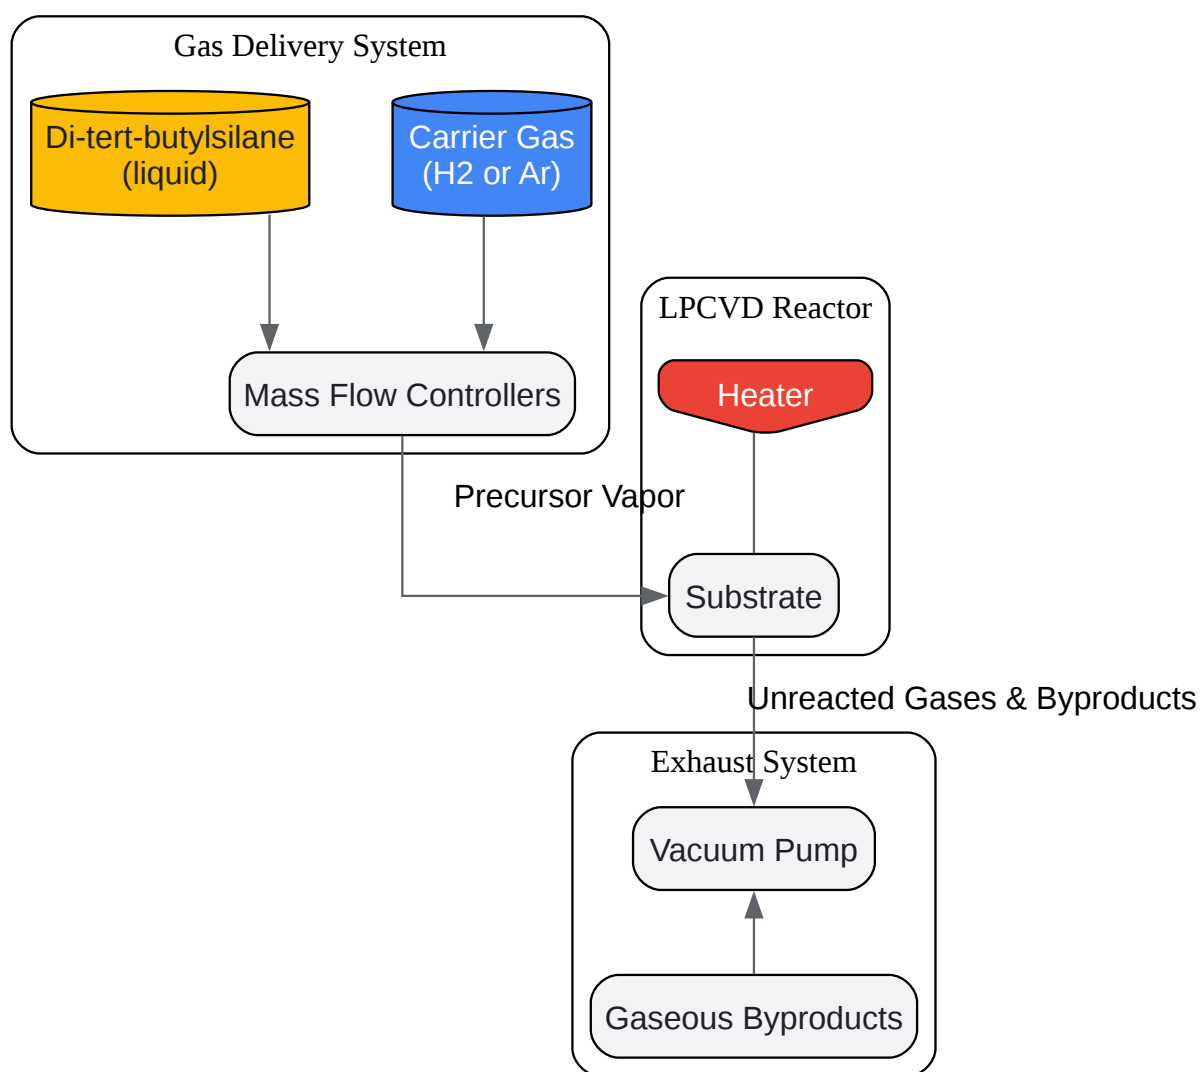 Gas Delivery System
Di-tert-butylsilane
(liquid)
Carrier Gas
(H2 or Ar)
Mass Flow Controllers
LPCVD Reactor
Heater
Precursor Vapor
Substrate
Unreacted Gases & Byproducts
Exhaust System
Vacuum Pump
Gaseous Byproducts